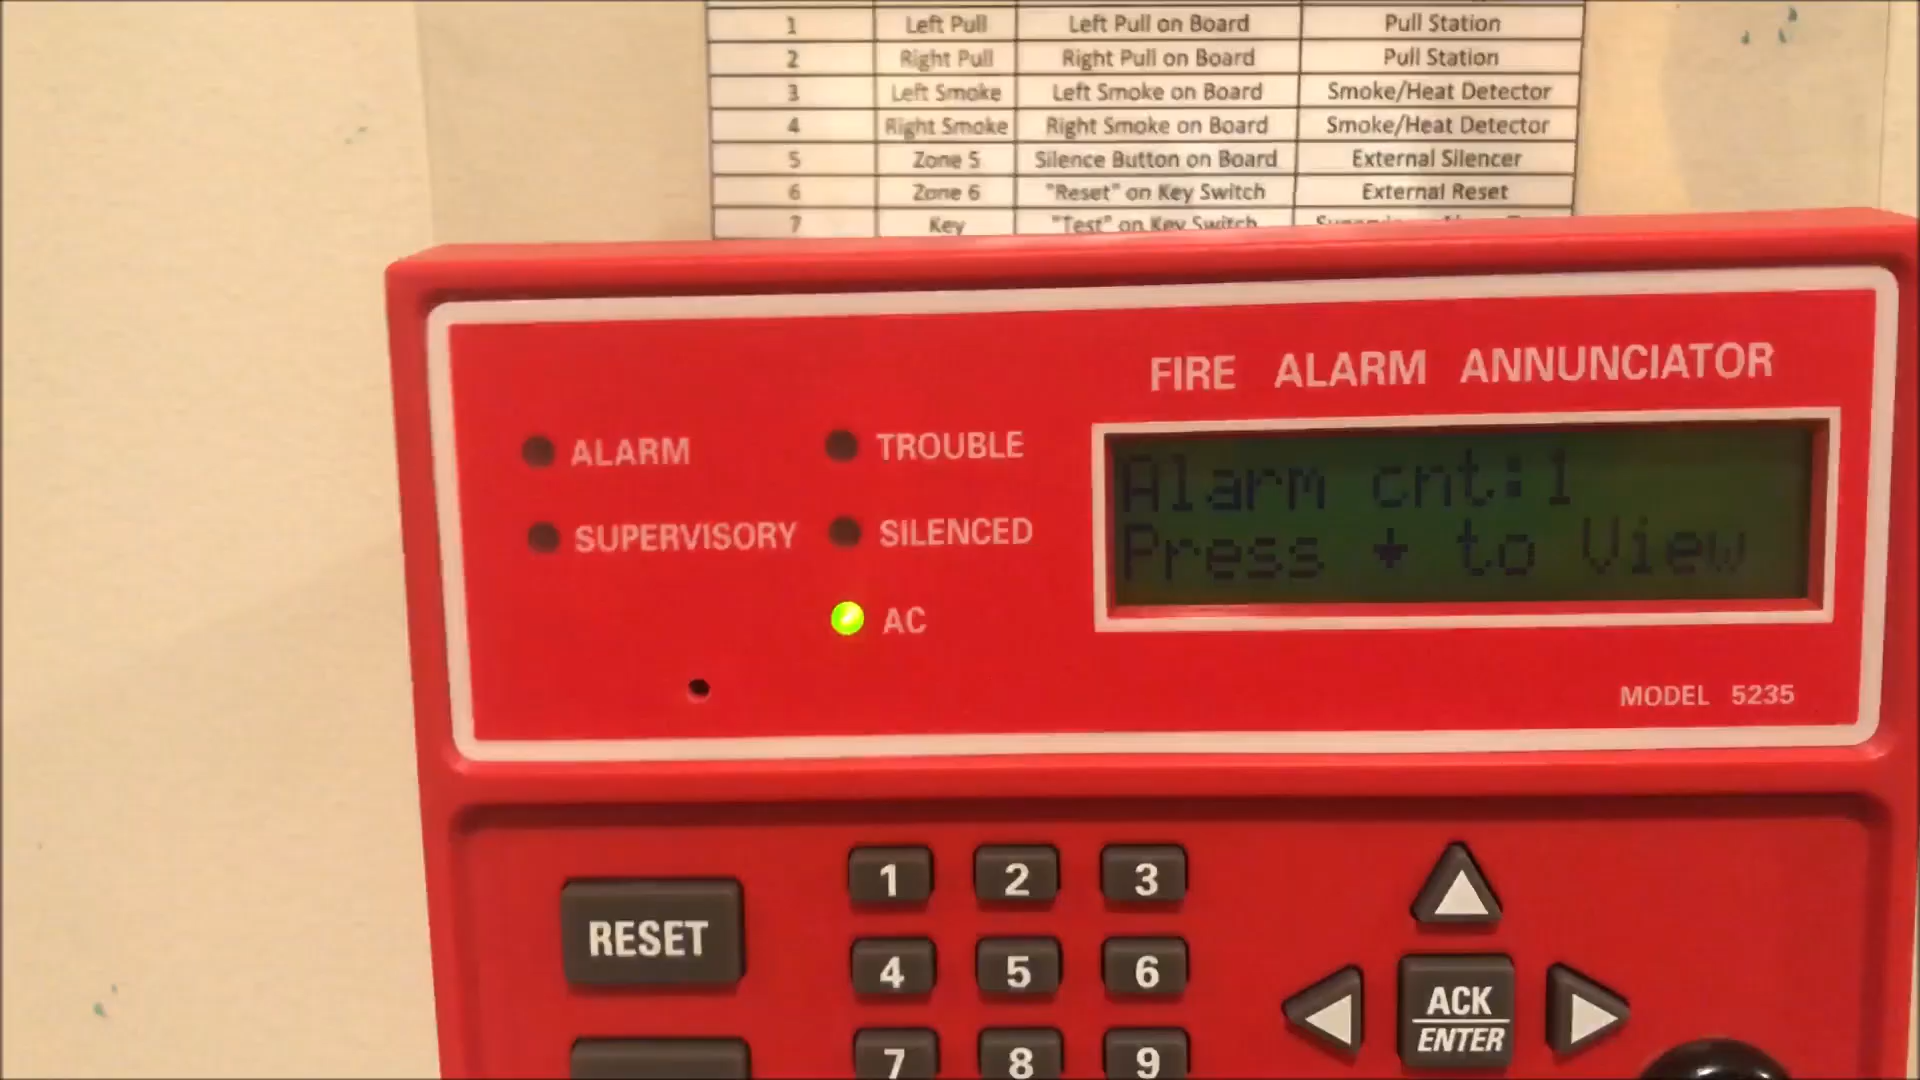 1 Left Pull Left Pull on Board Pull Station
2 Right Pull Right Pull on Board Pull Station
3 Left Smoke Left Smoke on Board Smoke/Heat Detector
4 Right Smoke Right Smoke on Board Smoke/Heat Detector
5 Zone 5 Silence Button on Board External Silencer
6 Zone 6 "Reset" on Key Switch External Reset
7 Key "Test" on Key Switch
FIRE ALARM ANNUNCIATOR
ALARM TROUBLE
SUPERVISORY SILENCED
AC
Alarm cnt:1
Press ↓ to View
MODEL 5235
RESET
1 2 3
4 5 6
7 8 9
ACK
ENTER